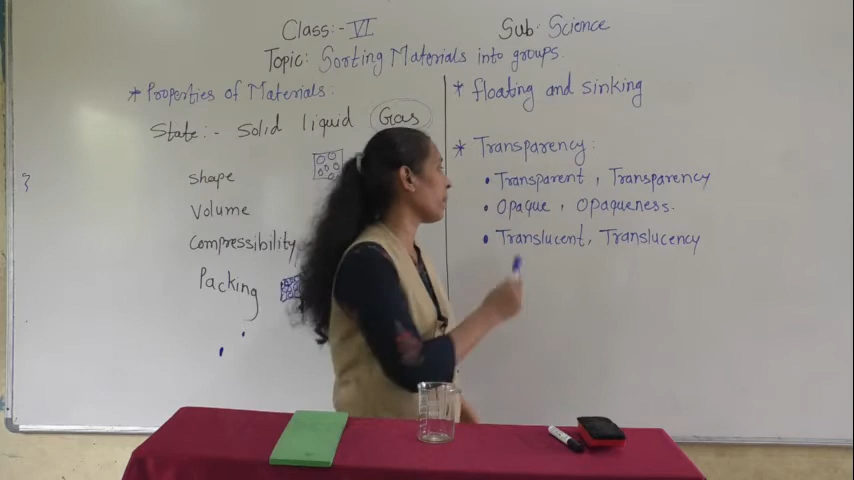 Class:- VI
Sub: Science
Topic: Sorting Materials into groups.
* Properties of Materials:
State:- Solid liquid Gas
shape
Volume
Compressibility
Packing
* floating and sinking
* Transparency:
• Transparent, Transparency
• Opaque, Opaqueness.
• Translucent, Translucency